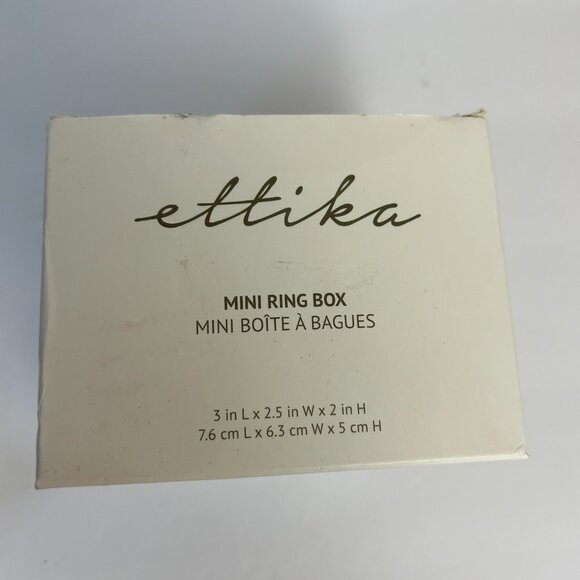 ettika
MINI RING BOX
MINI BOÎTE À BAGUES
3 in L x 2.5 in W x 2 in H
7.6 cm L x 6.3 cm W x 5 cm H